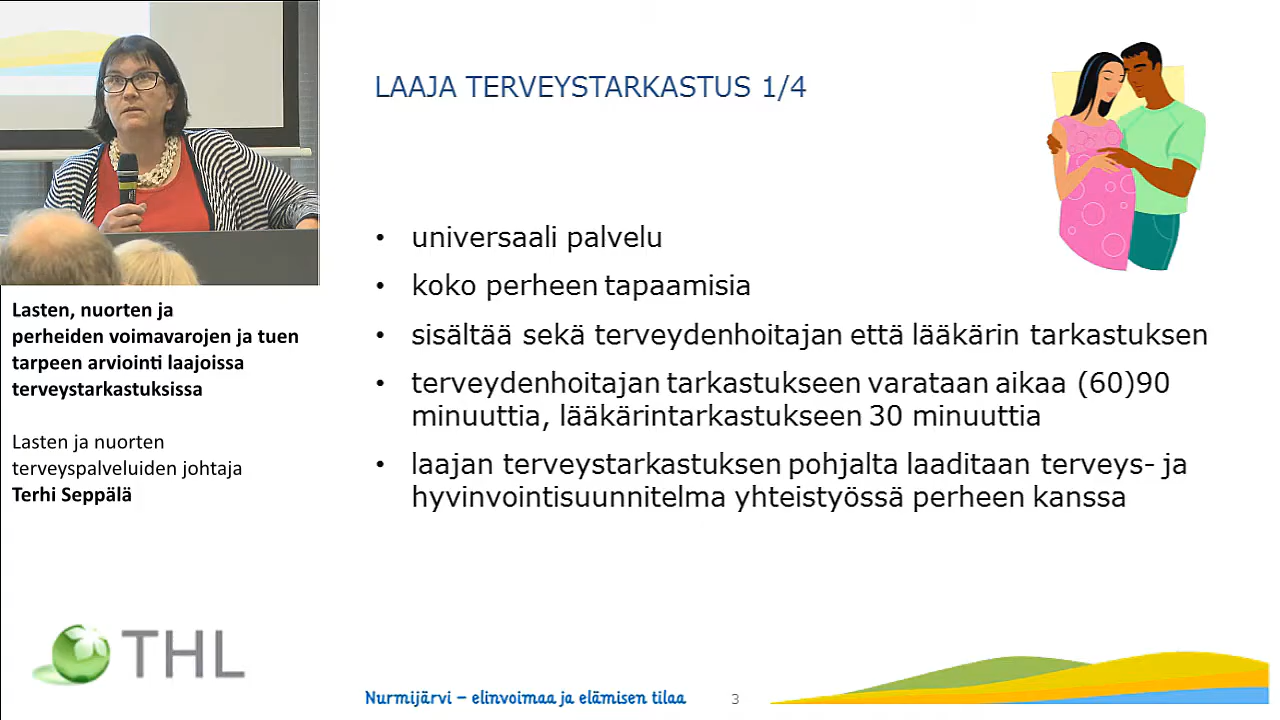 LAAJA TERVEYSTARKASTUS 1/4
• universaali palvelu
• koko perheen tapaamisia
• sisältää sekä terveydenhoitajan että lääkärin tarkastuksen
• terveydenhoitajan tarkastukseen varataan aikaa (60)90
minuuttia, lääkärintarkastukseen 30 minuuttia
• laajan terveystarkastuksen pohjalta laaditaan terveys- ja
hyvinvointisuunnitelma yhteistyössä perheen kanssa
Lasten, nuorten ja
perheiden voimavarojen ja tuen
tarpeen arviointi laajoissa
terveystarkastuksissa
Lasten ja nuorten
terveyspalveluiden johtaja
Terhi Seppälä
THL
Nurmijärvi – elinvoimaa ja elämisen tilaa
3